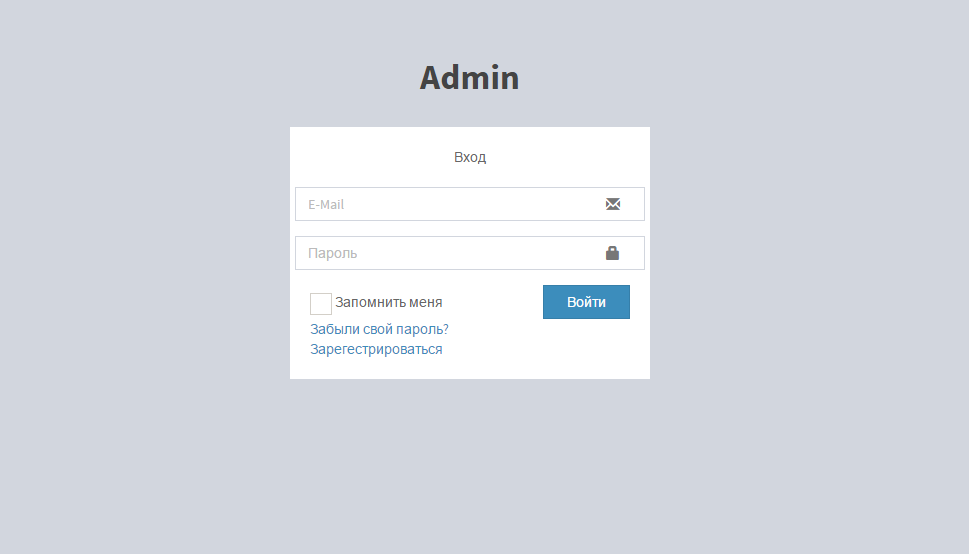 Admin
Вход
E-Mail
Пароль
Запомнить меня
Войти
Забыли свой пароль?
Зарегестрироваться